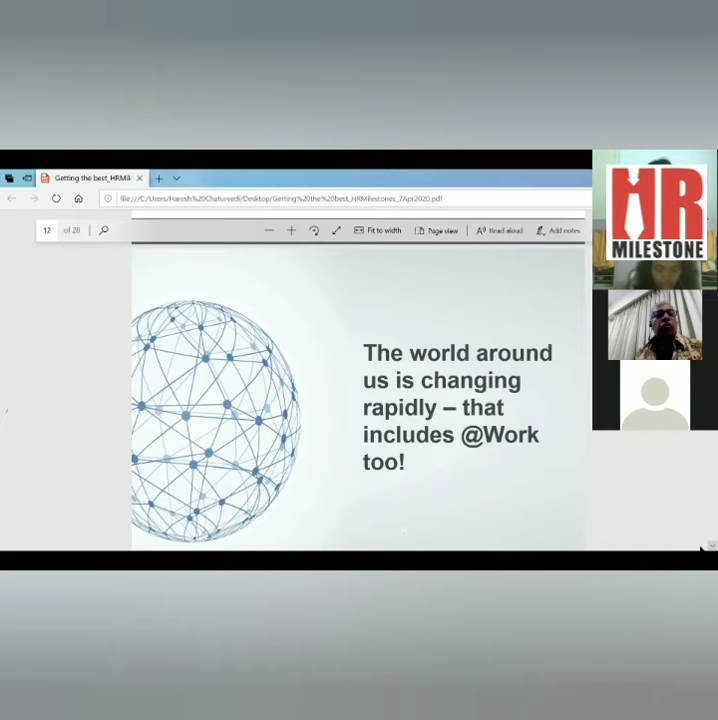 Getting the best_HRMil
file:///C:/Users/Haresh%20Chaturvedi/Desktop/Getting%20the%20best_HRMilestones_7Apr2020.pdf
12 of 28
Fit to width
Page view
Read aloud
Add notes
HR
MILESTONE
The world around
us is changing
rapidly – that
includes @Work
too!